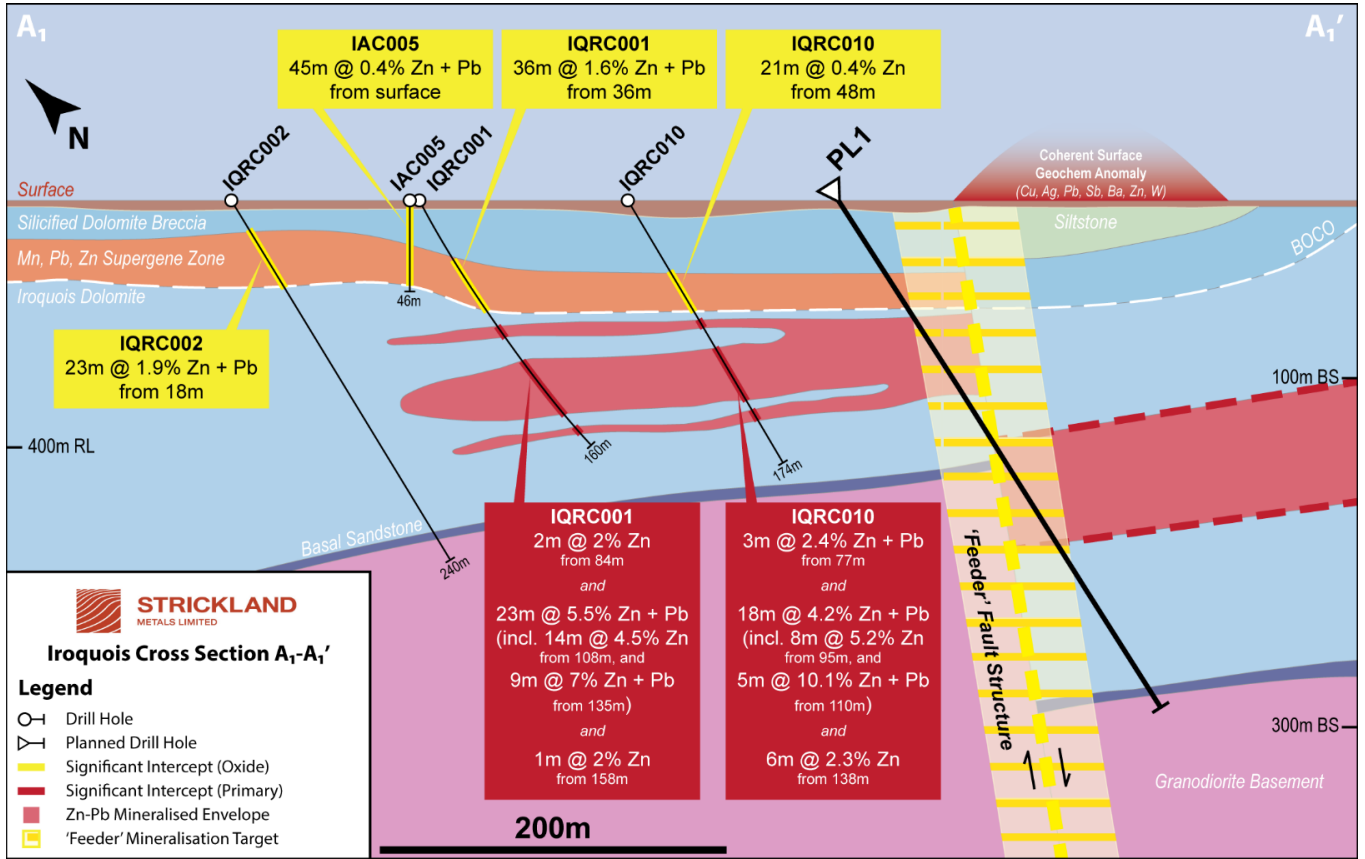 A₁
A₁′
IAC005
45m @ 0.4% Zn + Pb
from surface
IQRC001
36m @ 1.6% Zn + Pb
from 36m
IQRC010
21m @ 0.4% Zn
from 48m
N
IQRC002
IAC005
IQRC001
IQRC010
PL1
Coherent Surface
Geochem Anomaly
(Cu, Ag, Pb, Sb, Ba, Zn, W)
Surface
Silicified Dolomite Breccia
Siltstone
BOCO
Mn, Pb, Zn Supergene Zone
Iroquois Dolomite
46m
IQRC002
23m @ 1.9% Zn + Pb
from 18m
100m BS
400m RL
160m
174m
Basal Sandstone
240m
IQRC001
2m @ 2% Zn
from 84m
and
23m @ 5.5% Zn + Pb
(incl. 14m @ 4.5% Zn
from 108m, and
9m @ 7% Zn + Pb
from 135m)
and
1m @ 2% Zn
from 158m
IQRC010
3m @ 2.4% Zn + Pb
from 77m
and
18m @ 4.2% Zn + Pb
(incl. 8m @ 5.2% Zn
from 95m, and
5m @ 10.1% Zn + Pb
from 110m)
and
6m @ 2.3% Zn
from 138m
'Feeder' Fault Structure
300m BS
Granodiorite Basement
STRICKLAND
METALS LIMITED
Iroquois Cross Section A₁-A₁′
Legend
Drill Hole
Planned Drill Hole
Significant Intercept (Oxide)
Significant Intercept (Primary)
Zn-Pb Mineralised Envelope
'Feeder' Mineralisation Target
200m